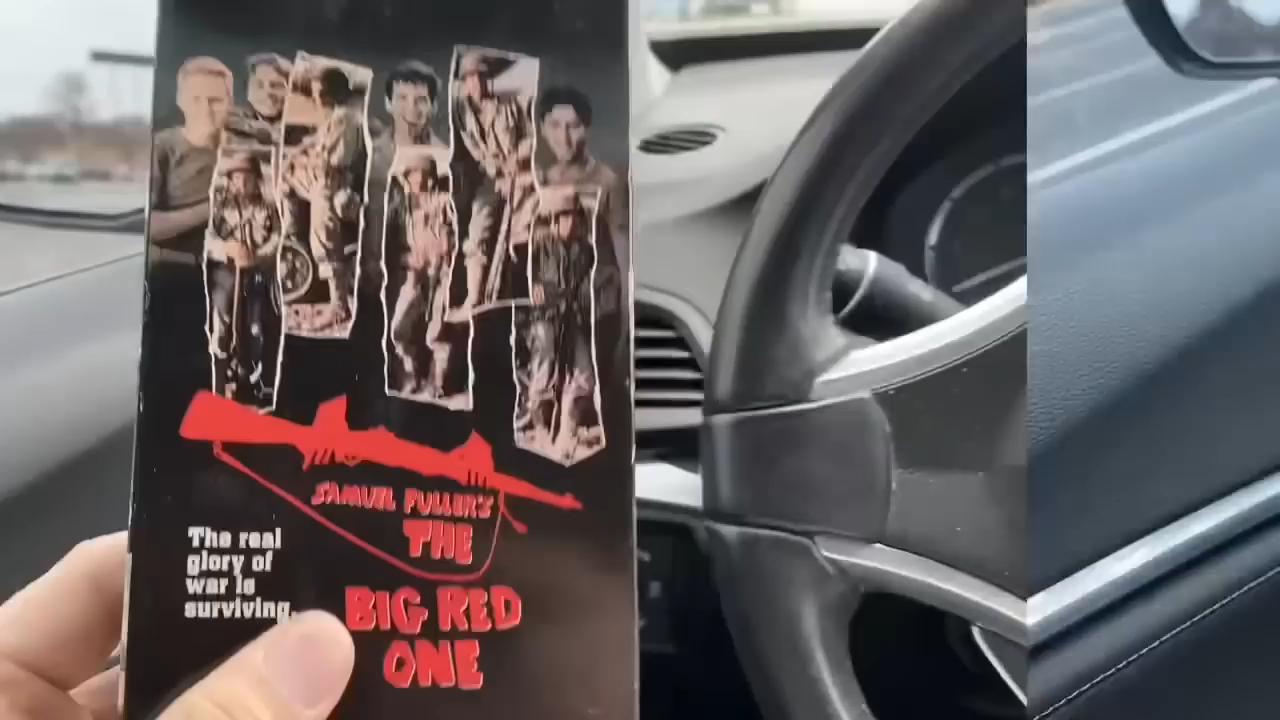 SAMUEL FULLER'S
THE
BIG RED
ONE
The real
glory of
war is
surviving.